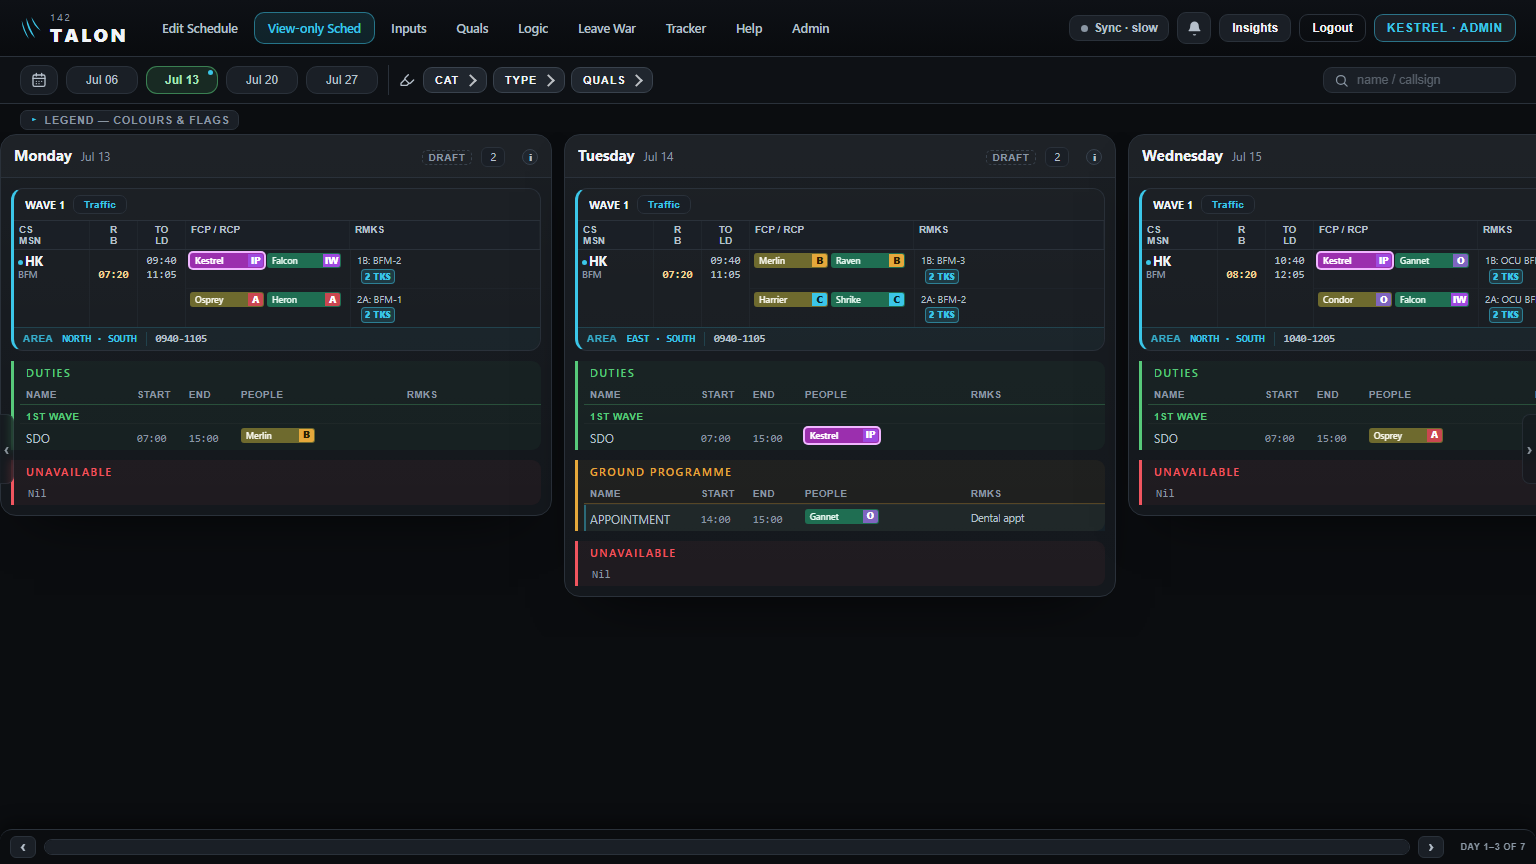 142
TALON
Edit Schedule
View-only Sched
Inputs
Quals
Logic
Leave War
Tracker
Help
Admin
Sync · slow
Insights
Logout
KESTREL · ADMIN
Jul 06
Jul 13
Jul 20
Jul 27
CAT
TYPE
QUALS
name / callsign
LEGEND — COLOURS & FLAGS
Monday Jul 13
DRAFT 2 i
WAVE 1 Traffic
CS R TO FCP / RCP RMKS
MSN B LD
HK 09:40 Kestrel IP Falcon IW 1B: BFM-2
BFM 07:20 11:05 2 TKS
Osprey A Heron A 2A: BFM-1
2 TKS
AREA NORTH · SOUTH 0940-1105
DUTIES
NAME START END PEOPLE RMKS
1ST WAVE
SDO 07:00 15:00 Merlin B
UNAVAILABLE
Nil
Tuesday Jul 14
DRAFT 2 i
WAVE 1 Traffic
CS R TO FCP / RCP RMKS
MSN B LD
HK 09:40 Merlin B Raven B 1B: BFM-3
BFM 07:20 11:05 2 TKS
Harrier C Shrike C 2A: BFM-2
2 TKS
AREA EAST · SOUTH 0940-1105
DUTIES
NAME START END PEOPLE RMKS
1ST WAVE
SDO 07:00 15:00 Kestrel IP
GROUND PROGRAMME
NAME START END PEOPLE RMKS
APPOINTMENT 14:00 15:00 Gannet O Dental appt
UNAVAILABLE
Nil
Wednesday Jul 15
WAVE 1 Traffic
CS R TO FCP / RCP RMKS
MSN B LD
HK 10:40 Kestrel IP Gannet O 1B: OCU BF
BFM 08:20 12:05 2 TKS
Condor O Falcon IW 2A: OCU BF
2 TKS
AREA NORTH · SOUTH 1040-1205
DUTIES
NAME START END PEOPLE
1ST WAVE
SDO 07:00 15:00 Osprey A
UNAVAILABLE
Nil
DAY 1–3 OF 7